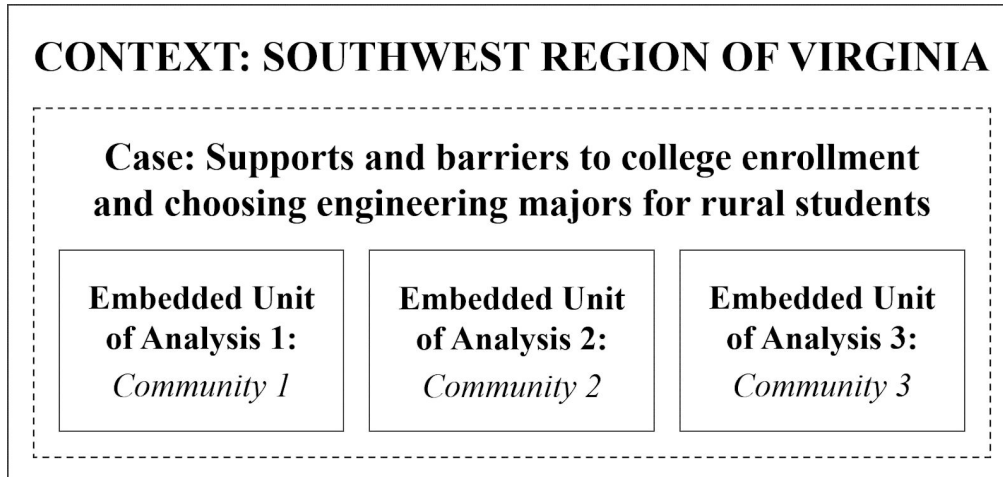 CONTEXT: SOUTHWEST REGION OF VIRGINIA
Case: Supports and barriers to college enrollment
and choosing engineering majors for rural students
Embedded Unit
of Analysis 1:
Community 1
Embedded Unit
of Analysis 2:
Community 2
Embedded Unit
of Analysis 3:
Community 3